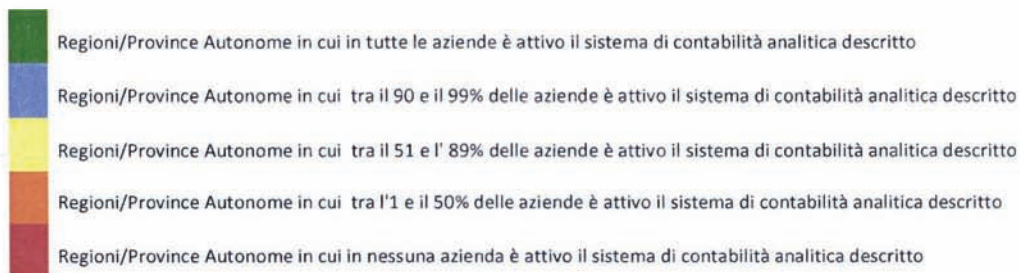 Regioni/Province Autonome in cui in tutte le aziende è attivo il sistema di contabilità analitica descritto
Regioni/Province Autonome in cui tra il 90 e il 99% delle aziende è attivo il sistema di contabilità analitica descritto
Regioni/Province Autonome in cui tra il 51 e l' 89% delle aziende è attivo il sistema di contabilità analitica descritto
Regioni/Province Autonome in cui tra l'1 e il 50% delle aziende è attivo il sistema di contabilità analitica descritto
Regioni/Province Autonome in cui in nessuna azienda è attivo il sistema di contabilità analitica descritto